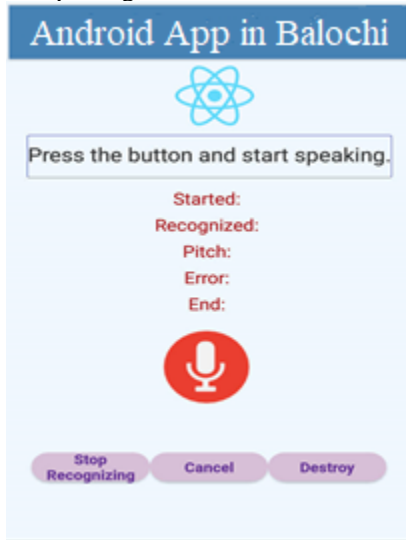 Android App in Balochi
Press the button and start speaking.
Started:
Recognized:
Pitch:
Error:
End:
Stop
Recognizing
Cancel
Destroy